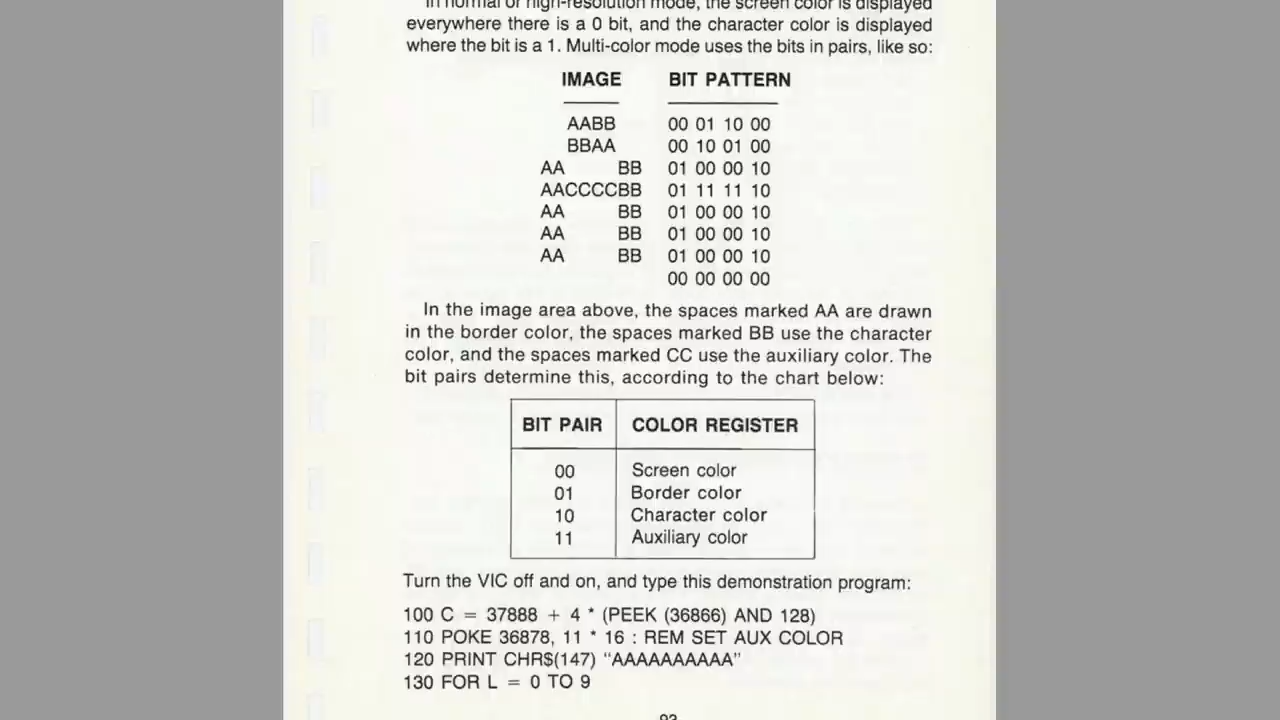 In normal or high-resolution mode, the screen color is displayed
everywhere there is a 0 bit, and the character color is displayed
where the bit is a 1. Multi-color mode uses the bits in pairs, like so:
IMAGE BIT PATTERN
AABB 00 01 10 00
BBAA 00 10 01 00
AA BB 01 00 00 10
AACCCCBB 01 11 11 10
AA BB 01 00 00 10
AA BB 01 00 00 10
AA BB 01 00 00 10
00 00 00 00
In the image area above, the spaces marked AA are drawn
in the border color, the spaces marked BB use the character
color, and the spaces marked CC use the auxiliary color. The
bit pairs determine this, according to the chart below:
BIT PAIR COLOR REGISTER
00 Screen color
01 Border color
10 Character color
11 Auxiliary color
Turn the VIC off and on, and type this demonstration program:
100 C = 37888 + 4 * (PEEK (36866) AND 128)
110 POKE 36878, 11 * 16 : REM SET AUX COLOR
120 PRINT CHR$(147) “AAAAAAAAAA”
130 FOR L = 0 TO 9